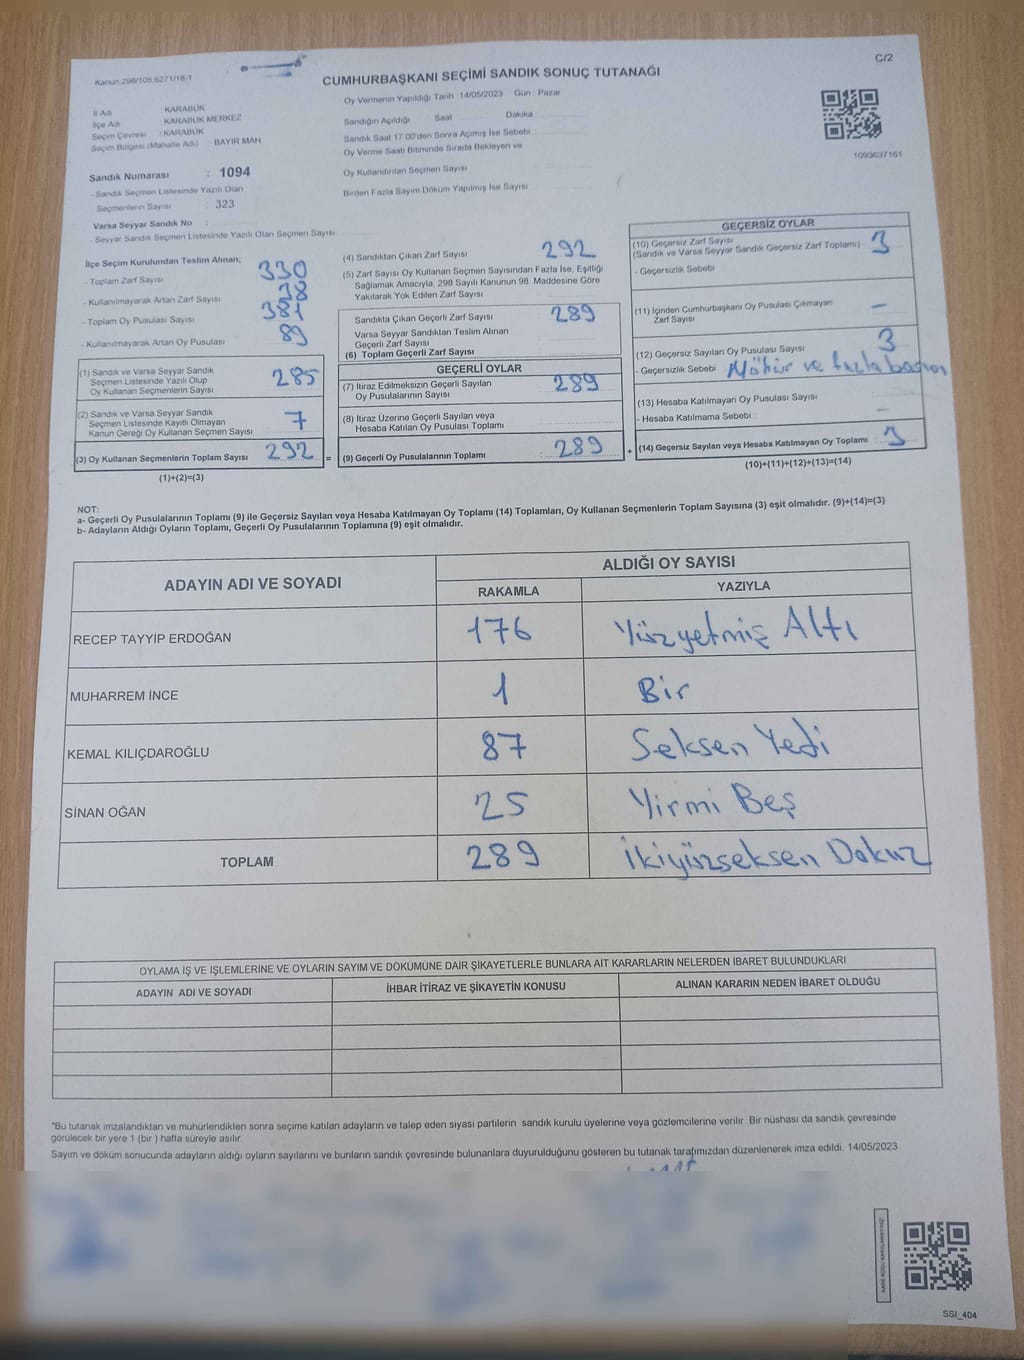 Kanun:298/105,6271/16-1
C/2
CUMHURBAŞKANI SEÇİMİ SANDIK SONUÇ TUTANAĞI
İl Adı KARABÜK
İlçe Adı KARABÜK MERKEZ
Seçim Çevresi : KARABÜK
Seçim Bölgesi (Mahalle Adı) BAYIR MAH.
Sandık Numarası : 1094
- Sandık Seçmen Listesinde Yazılı Olan
Seçmenlerin Sayısı : 323
Varsa Seyyar Sandık No
- Seyyar Sandık Seçmen Listesinde Yazılı Olan Seçmen Sayısı
Oy Vermenin Yapıldığı Tarih : 14/05/2023 Gün : Pazar
Sandığın Açıldığı Saat Dakika
Sandık Saat 17.00'den Sonra Açımış İse Sebebi
Oy Verme Saati Bitiminde Sırada Bekleyen ve
Oy Kullandırılan Seçmen Sayısı
Birden Fazla Sayım Döküm Yapılmış İse Sayısı
1093637161
İlçe Seçim Kurulundan Teslim Alınan;
- Toplam Zarf Sayısı 330
- Kullanılmayarak Artan Zarf Sayısı 38
- Toplam Oy Pusulası Sayısı 381
- Kullanılmayarak Artan Oy Pusulası 89
(1) Sandık ve Varsa Seyyar Sandık
Seçmen Listesinde Yazılı Olup
Oy Kullanan Seçmenlerin Sayısı 285
(2) Sandık ve Varsa Seyyar Sandık
Seçmen Listesinde Kayıtlı Olmayan
Kanun Gereği Oy Kullanan Seçmen Sayısı 7
(3) Oy Kullanan Seçmenlerin Toplam Sayısı 292 =
(1)+(2)=(3)
(4) Sandıktan Çıkan Zarf Sayısı 292
(5) Zarf Sayısı Oy Kullanan Seçmen Sayısından Fazla İse, Eşitliği
Sağlamak Amacıyla, 298 Sayılı Kanunun 98. Maddesine Göre
Yakılarak Yok Edilen Zarf Sayısı
Sandıkta Çıkan Geçerli Zarf Sayısı 289
Varsa Seyyar Sandıktan Teslim Alınan
Geçerli Zarf Sayısı
(6) Toplam Geçerli Zarf Sayısı
GEÇERLİ OYLAR
(7) İtiraz Edilmeksizin Geçerli Sayılan
Oy Pusulalarının Sayısı 289
(8) İtiraz Üzerine Geçerli Sayılan veya
Hesaba Katılan Oy Pusulası Toplamı
(9) Geçerli Oy Pusulalarının Toplamı 289 +
GEÇERSİZ OYLAR
(10) Geçersiz Zarf Sayısı
(Sandık ve Varsa Seyyar Sandık Geçersiz Zarf Toplamı) 3
- Geçersizlik Sebebi
(11) İçinden Cumhurbaşkanı Oy Pusulası Çıkmayan
Zarf Sayısı -
(12) Geçersiz Sayılan Oy Pusulası Sayısı 3
- Geçersizlik Sebebi Mühür ve fazla
(13) Hesaba Katılmayan Oy Pusulası Sayısı
- Hesaba Katılmama Sebebi -
(14) Geçersiz Sayılan veya Hesaba Katılmayan Oy Toplamı 3
(10)+(11)+(12)+(13)=(14)
NOT:
a- Geçerli Oy Pusulalarının Toplamı (9) ile Geçersiz Sayılan veya Hesaba Katılmayan Oy Toplamı (14) Toplamları, Oy Kullanan Seçmenlerin Toplam Sayısına (3) eşit olmalıdır. (9)+(14)=(3)
b- Adayların Aldığı Oyların Toplamı, Geçerli Oy Pusulalarının Toplamına (9) eşit olmalıdır.
ADAYIN ADI VE SOYADI
ALDIĞI OY SAYISI
RAKAMLA YAZIYLA
RECEP TAYYİP ERDOĞAN 176 Yüzyetmiş Altı
MUHARREM İNCE 1 Bir
KEMAL KILIÇDAROĞLU 87 Seksen Yedi
SİNAN OĞAN 25 Yirmi Beş
TOPLAM 289 İkiyüzseksen Dokuz
OYLAMA İŞ VE İŞLEMLERİNE VE OYLARIN SAYIM VE DÖKÜMÜNE DAİR ŞİKAYETLERLE BUNLARA AİT KARARLARIN NELERDEN İBARET BULUNDUKLARI
ADAYIN ADI VE SOYADI İHBAR İTİRAZ VE ŞİKAYETİN KONUSU ALINAN KARARIN NEDEN İBARET OLDUĞU
"Bu tutanak imzalandıktan ve mühürlendikten sonra seçime katılan adayların ve talep eden siyasi partilerin sandık kurulu üyelerine veya gözlemcilerine verilir. Bir nüshası da sandık çevresinde
görülecek bir yere 1 (bir) hafta süreyle asılır.
Sayım ve döküm sonucunda adayların aldığı oyların sayılarını ve bunların sandık çevresinde bulunanlara duyurulduğunu gösteren bu tutanak tarafımızdan düzenlenerek imza edildi. 14/05/2023
SSI_404